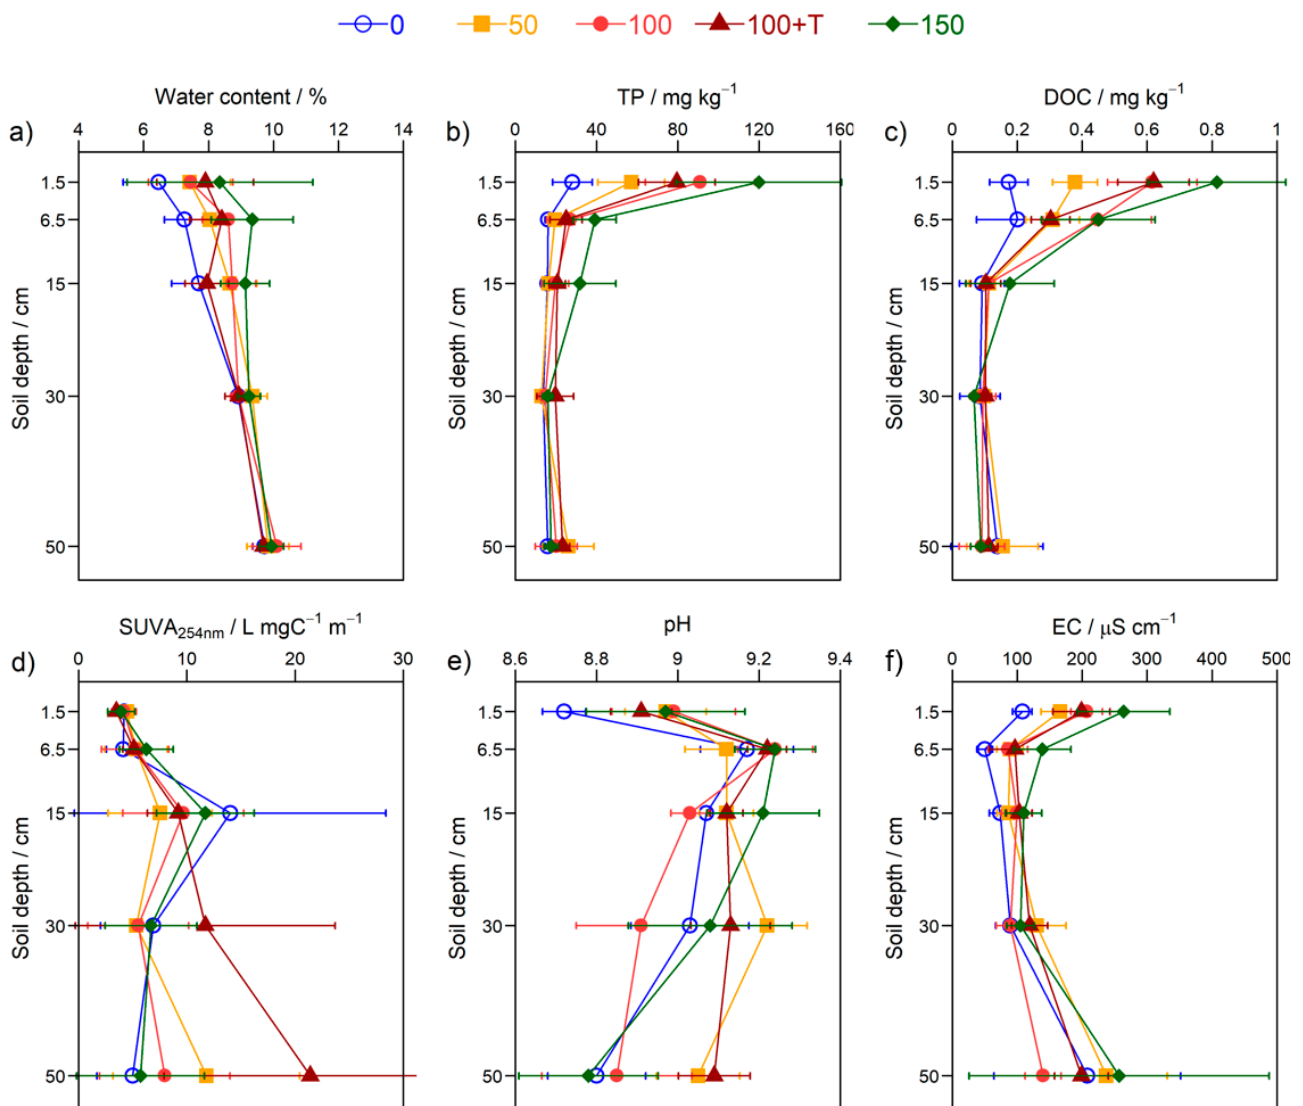 0 50 100 100+T 150
Water content / % TP / mg kg⁻¹ DOC / mg kg⁻¹
a) 4 6 8 10 12 14 b) 0 40 80 120 160 c) 0 0.2 0.4 0.6 0.8 1
1.5 1.5 1.5
6.5 6.5 6.5
15 15 15
Soil depth / cm Soil depth / cm Soil depth / cm
30 30 30
50 50 50
SUVA₂₅₄ₙₘ / L mgC⁻¹ m⁻¹ pH EC / μS cm⁻¹
d) 0 10 20 30 e) 8.6 8.8 9 9.2 9.4 f) 0 100 200 300 400 500
1.5 1.5 1.5
6.5 6.5 6.5
15 15 15
Soil depth / cm Soil depth / cm Soil depth / cm
30 30 30
50 50 50